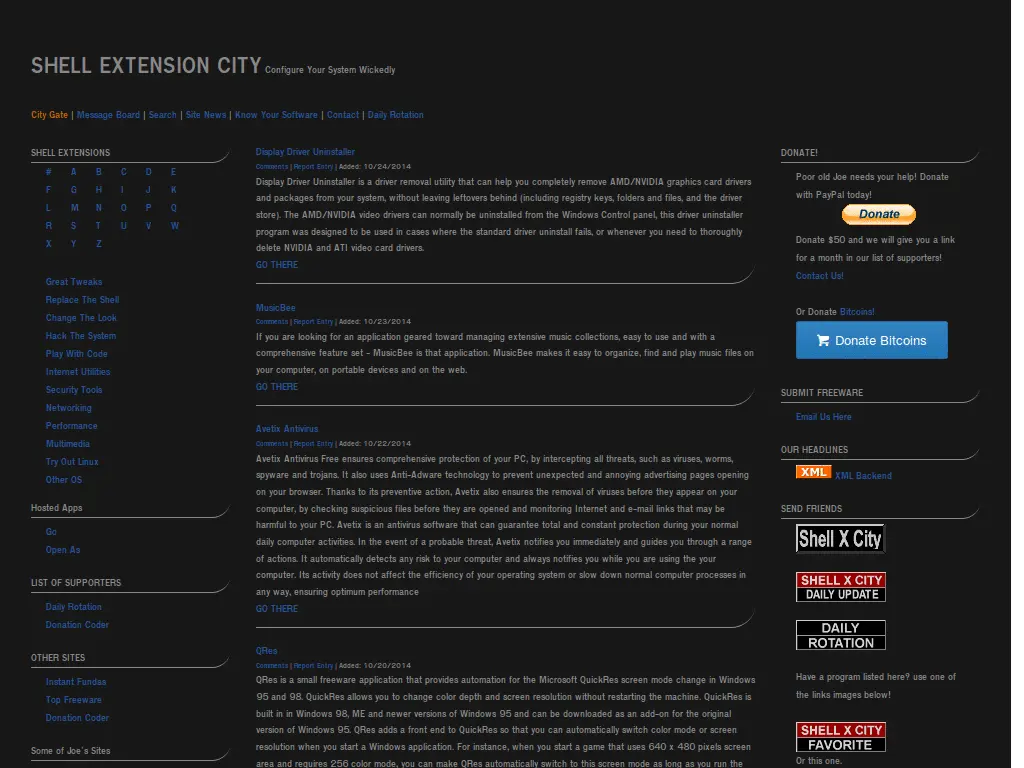 SHELL EXTENSION CITY Configure Your System Wickedly
City Gate | Message Board | Search | Site News | Know Your Software | Contact | Daily Rotation
SHELL EXTENSIONS
# A B C D E
F G H I J K
L M N O P Q
R S T U V W
X Y Z
Great Tweaks
Replace The Shell
Change The Look
Hack The System
Play With Code
Internet Utilities
Security Tools
Networking
Performance
Multimedia
Try Out Linux
Other OS
Hosted Apps
Go
Open As
LIST OF SUPPORTERS
Daily Rotation
Donation Coder
OTHER SITES
Instant Fundas
Top Freeware
Donation Coder
Some of Joe's Sites
Display Driver Uninstaller
Comments | Report Entry | Added: 10/24/2014
Display Driver Uninstaller is a driver removal utility that can help you completely remove AMD/NVIDIA graphics card drivers
and packages from your system, without leaving leftovers behind (including registry keys, folders and files, and the driver
store). The AMD/NVIDIA video drivers can normally be uninstalled from the Windows Control panel, this driver uninstaller
program was designed to be used in cases where the standard driver uninstall fails, or whenever you need to thoroughly
delete NVIDIA and ATI video card drivers.
GO THERE
MusicBee
Comments | Report Entry | Added: 10/23/2014
If you are looking for an application geared toward managing extensive music collections, easy to use and with a
comprehensive feature set - MusicBee is that application. MusicBee makes it easy to organize, find and play music files on
your computer, on portable devices and on the web.
GO THERE
Avetix Antivirus
Comments | Report Entry | Added: 10/22/2014
Avetix Antivirus Free ensures comprehensive protection of your PC, by intercepting all threats, such as viruses, worms,
spyware and trojans. It also uses Anti-Adware technology to prevent unexpected and annoying advertising pages opening
on your browser. Thanks to its preventive action, Avetix also ensures the removal of viruses before they appear on your
computer, by checking suspicious files before they are opened and monitoring Internet and e-mail links that may be
harmful to your PC. Avetix is an antivirus software that can guarantee total and constant protection during your normal
daily computer activities. In the event of a probable threat, Avetix notifies you immediately and guides you through a range
of actions. It automatically detects any risk to your computer and always notifies you while you are using the your
computer. Its activity does not affect the efficiency of your operating system or slow down normal computer processes in
any way, ensuring optimum performance
GO THERE
QRes
Comments | Report Entry | Added: 10/20/2014
QRes is a small freeware application that provides automation for the Microsoft QuickRes screen mode change in Windows
95 and 98. QuickRes allows you to change color depth and screen resolution without restarting the machine. QuickRes is
built in in Windows 98, ME and newer versions of Windows 95 and can be downloaded as an add-on for the original
version of Windows 95. QRes adds a front end to QuickRes so that you can automatically switch color mode or screen
resolution when you start a Windows application. For instance, when you start a game that uses 640 x 480 pixels screen
area and requires 256 color mode, you can make QRes automatically switch to this screen mode as long as you run the
DONATE!
Poor old Joe needs your help! Donate
with PayPal today!
Donate
Donate $50 and we will give you a link
for a month in our list of supporters!
Contact Us!
Or Donate Bitcoins!
Donate Bitcoins
SUBMIT FREEWARE
Email Us Here
OUR HEADLINES
XML XML Backend
SEND FRIENDS
Shell X City
SHELL X CITY
DAILY UPDATE
DAILY
ROTATION
Have a program listed here? use one of
the links images below!
SHELL X CITY
FAVORITE
Or this one.